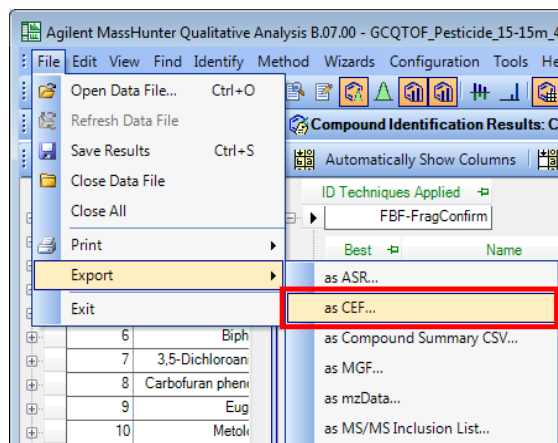 Agilent MassHunter Qualitative Analysis B.07.00 - GCQTOF_Pesticide_15-15m_4
File Edit View Find Identify Method Wizards Configuration Tools He
Open Data File... Ctrl+O
Refresh Data File
Compound Identification Results: C
Save Results Ctrl+S
Automatically Show Columns
Close Data File
ID Techniques Applied
Close All
FBF-FragConfirm
Print
Best Name
Export
as ASR...
Exit
as CEF...
6 Biph
as Compound Summary CSV...
7 3,5-Dichloroani
as MGF...
8 Carbofuran phen
as mzData...
9 Eug
as MS/MS Inclusion List...
10 Metol